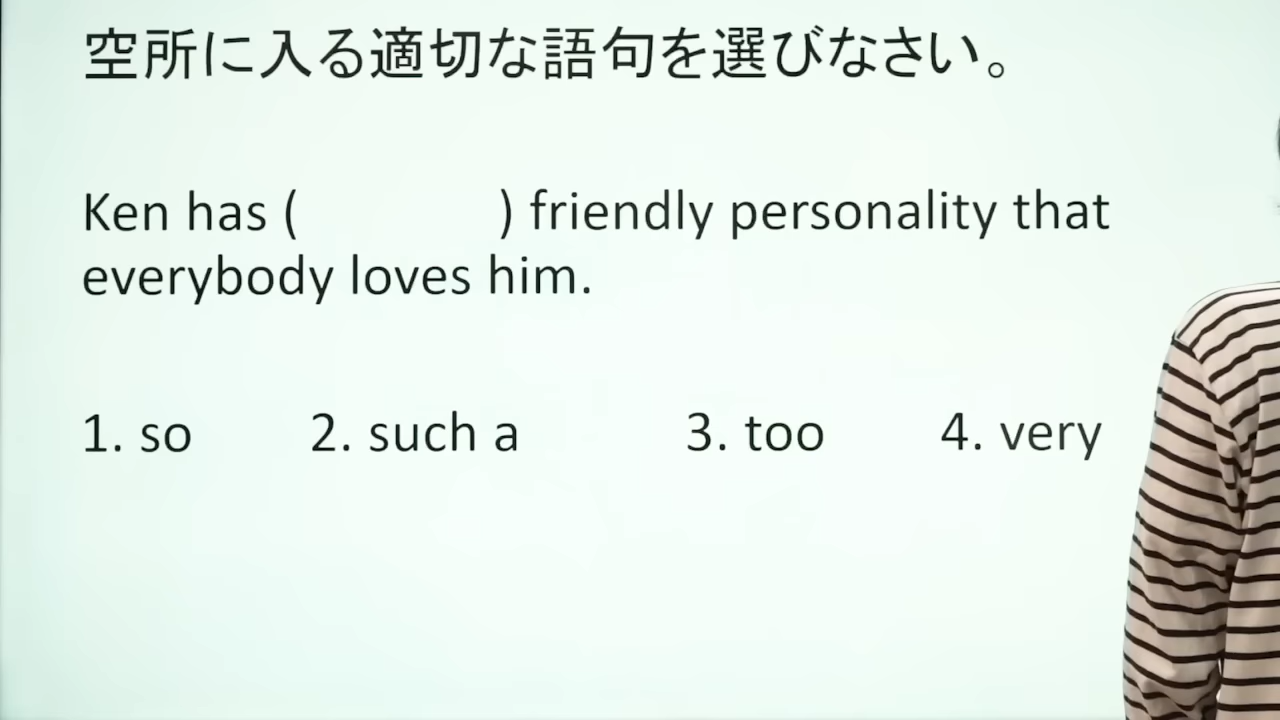 空所に入る適切な語句を選びなさい。
Ken has ( ) friendly personality that
everybody loves him.
1. so 2. such a 3. too 4. very